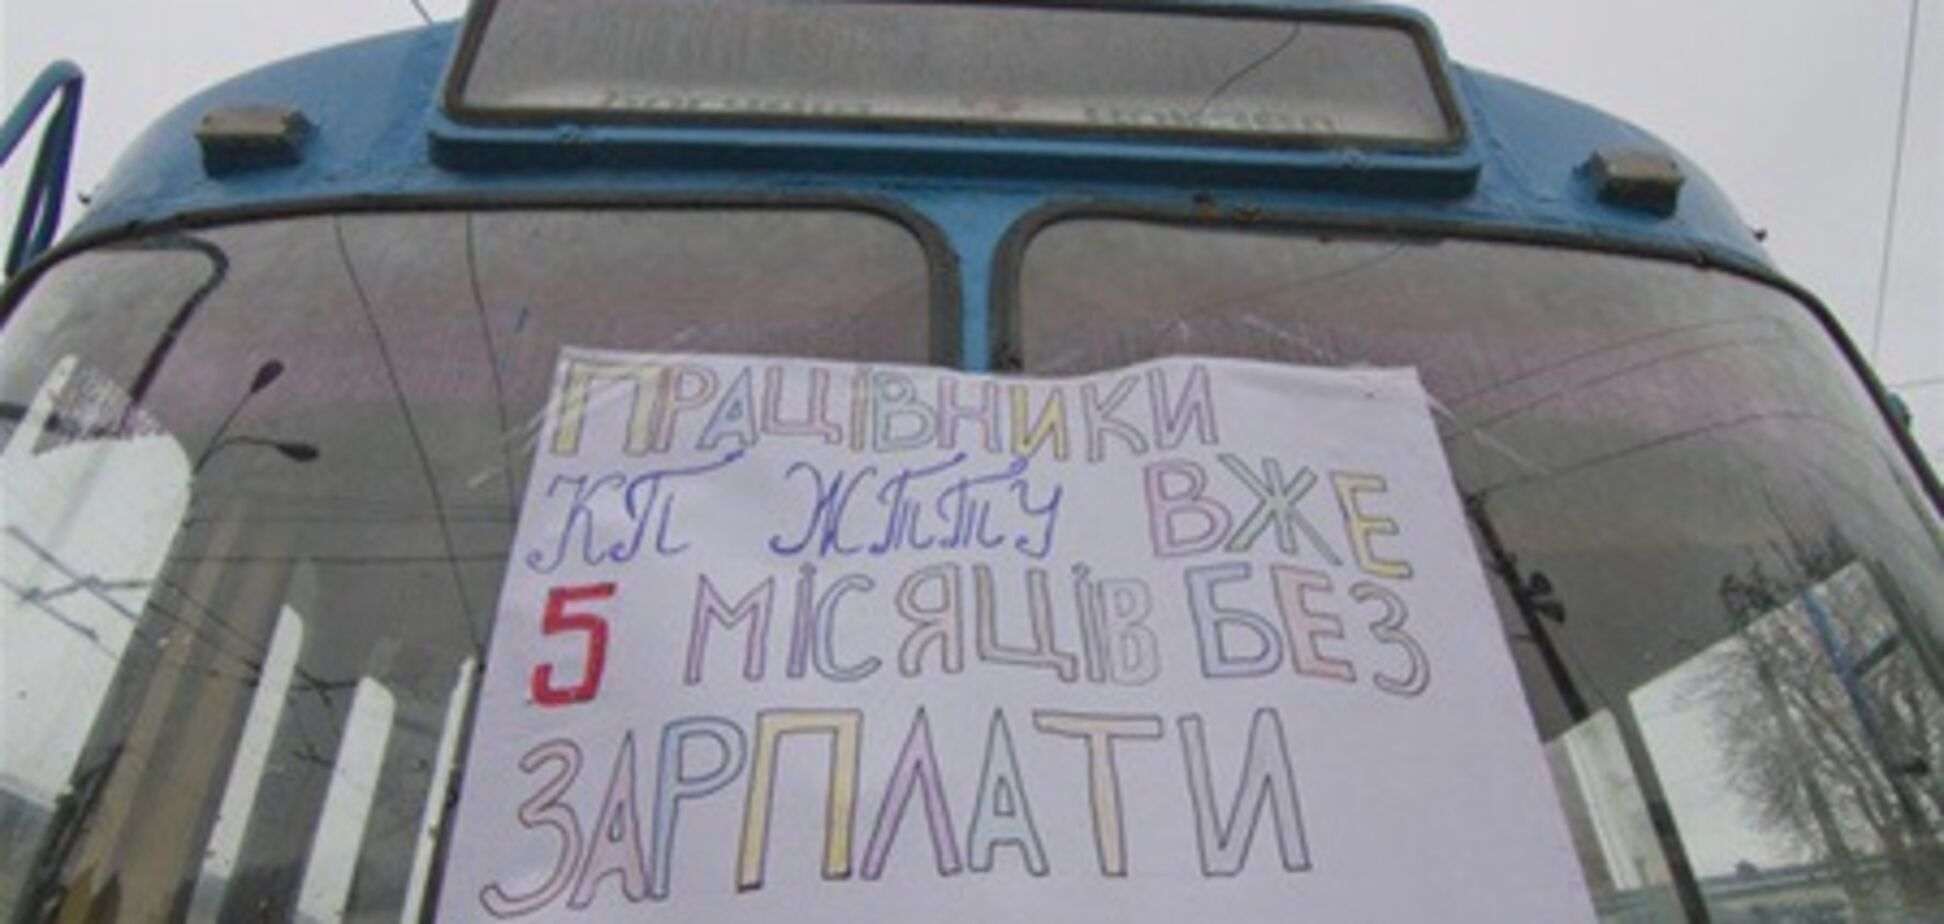 ПРАЦІВНИКИ
КП ЖТТУ ВЖЕ
5 МІСЯЦІВ БЕЗ
ЗАРПЛАТИ